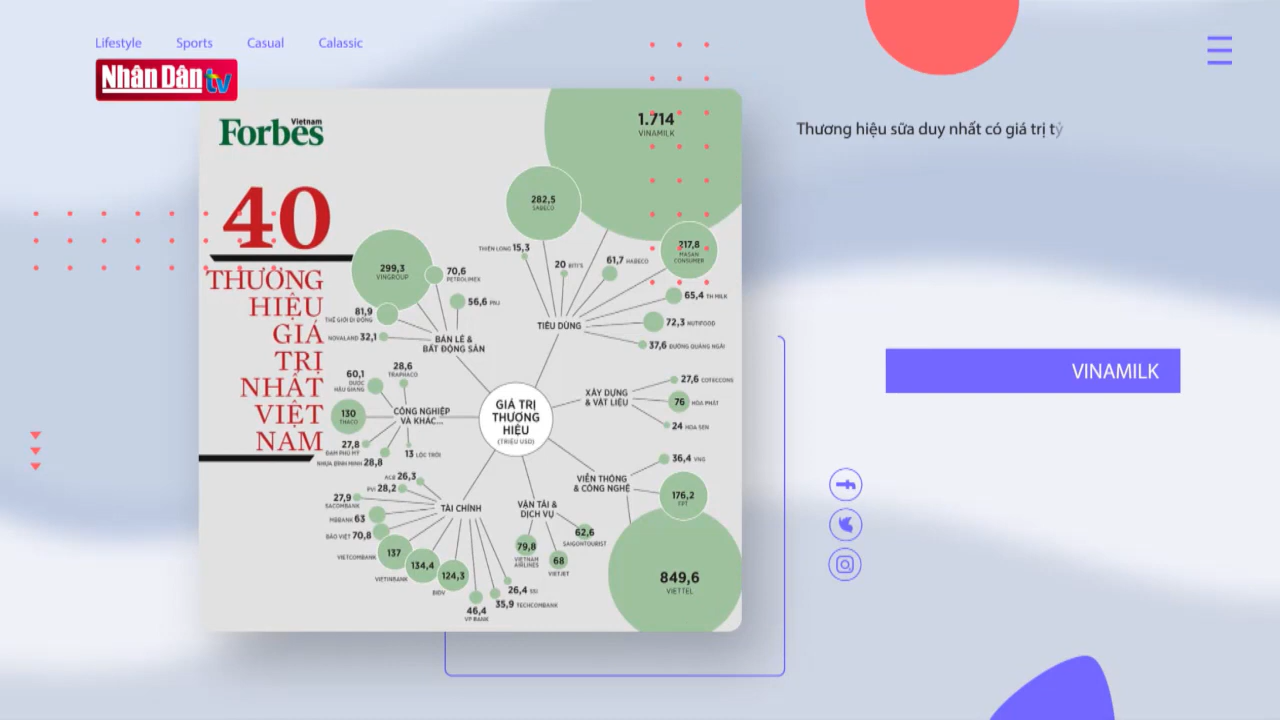 Lifestyle Sports Casual Calassic
Nhân Dân tv
Forbes Vietnam
40
THƯƠNG
HIỆU
GIÁ
TRỊ
NHẤT
VIỆT
NAM
Thương hiệu sữa duy nhất có giá trị tỷ
VINAMILK
1.714
VINAMILK
282,5
SABECO
217,8
MASAN
CONSUMER
THIÊN LONG 15,3
20 BITI'S
61,7 HABECO
65,4 TH MILK
72,3 NUTIFOOD
37,6 ĐƯỜNG QUẢNG NGÃI
TIÊU DÙNG
299,3
VINGROUP
70,6
PETROLIMEX
56,6 PNJ
81,9
THẾ GIỚI DI ĐỘNG
NOVALAND 32,1
BÁN LẺ &
BẤT ĐỘNG SẢN
28,6
TRAPHACO
60,1
DƯỢC
HẬU GIANG
130
THACO
27,8
ĐẠM PHÚ MỸ
NHỰA BÌNH MINH 28,8
13 LỘC TRỜI
CÔNG NGHIỆP
VÀ KHÁC...
GIÁ TRỊ
THƯƠNG
HIỆU
(TRIỆU USD)
XÂY DỰNG
& VẬT LIỆU
27,6 COTECCONS
76 HÒA PHÁT
24 HOA SEN
VIỄN THÔNG
& CÔNG NGHỆ
36,4 VNG
176,2
FPT
849,6
VIETTEL
VẬN TẢI &
DỊCH VỤ
62,6
SAIGONTOURIST
79,8
VIETNAM
AIRLINES
68
VIETJET
TÀI CHÍNH
ACB 26,3
PVI 28,2
27,9
SACOMBANK
MBBANK 63
BẢO VIỆT 70,8
137
VIETCOMBANK
134,4
VIETINBANK
124,3
BIDV
46,4
VP BANK
35,9 TECHCOMBANK
26,4 SSI